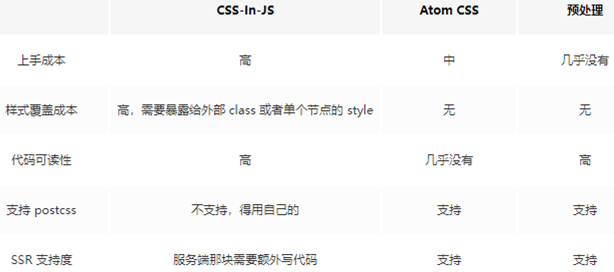 CSS-In-JS Atom CSS 预处理
上手成本 高 中 几乎没有
样式覆盖成本 高，需要暴露给外部 class 或者单个节点的 style 无 无
代码可读性 高 几乎没有 高
支持 postcss 不支持，得用自己的 支持 支持
SSR 支持度 服务端那块需要额外写代码 支持 支持